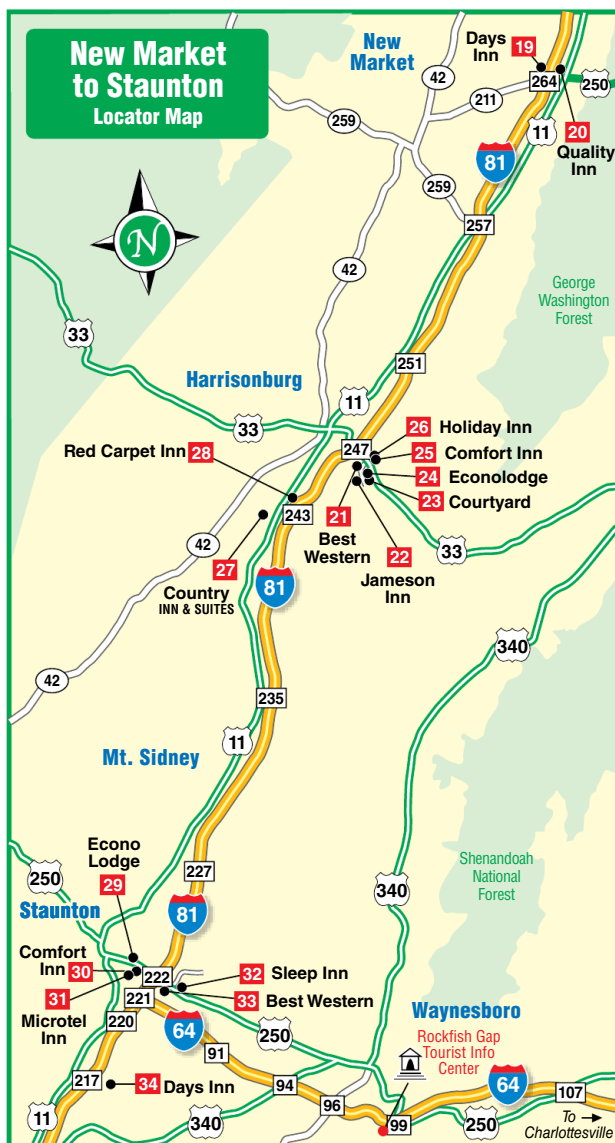 New Market
to Staunton
Locator Map
New
Market
Days
Inn
19
264
250
42
211
259
11
20
Quality
Inn
81
259
257
N
42
George
Washington
Forest
33
251
Harrisonburg
11
33
26 Holiday Inn
247
25 Comfort Inn
Red Carpet Inn 28
24 Econolodge
23 Courtyard
243
21
Best
Western
22
Jameson
Inn
33
42
27
Country
INN & SUITES
81
340
42
235
11
Mt. Sidney
Econo
Lodge
29
250
227
Shenandoah
National
Forest
340
Staunton
81
Comfort
Inn 30
222
32 Sleep Inn
31
Microtel
Inn
221
33 Best Western
220
64
250
Waynesboro
Rockfish Gap
Tourist Info
Center
91
217
34 Days Inn
94
64
107
96
11
340
99
250
To
Charlottesville